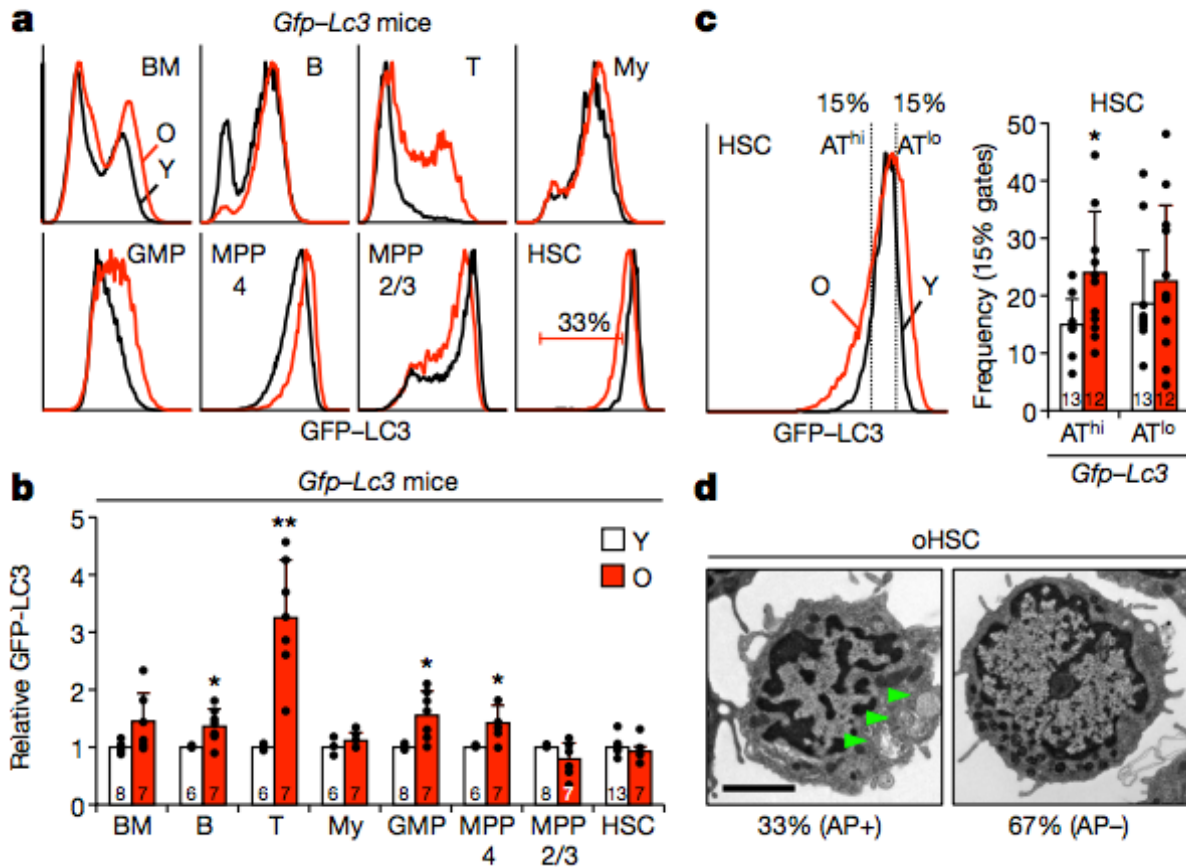 a
Gfp–Lc3 mice
BM
O
Y
B
T
My
GMP
MPP
4
MPP
2/3
HSC
33%
GFP–LC3
b
Gfp–Lc3 mice
Relative GFP-LC3
5
4
3
2
1
0
Y
O
*
**
*
*
8 7 6 7 6 7 6 7 8 7 6 7 8 7 13 7
BM B T My GMP MPP MPP HSC
4 2/3
c
HSC
15% 15%
AThi ATlo
O
Y
GFP–LC3
HSC
Frequency (15% gates)
50
40
30
20
10
0
*
13 12 13 12
AThi ATlo
Gfp–Lc3
d
oHSC
33% (AP+) 67% (AP–)